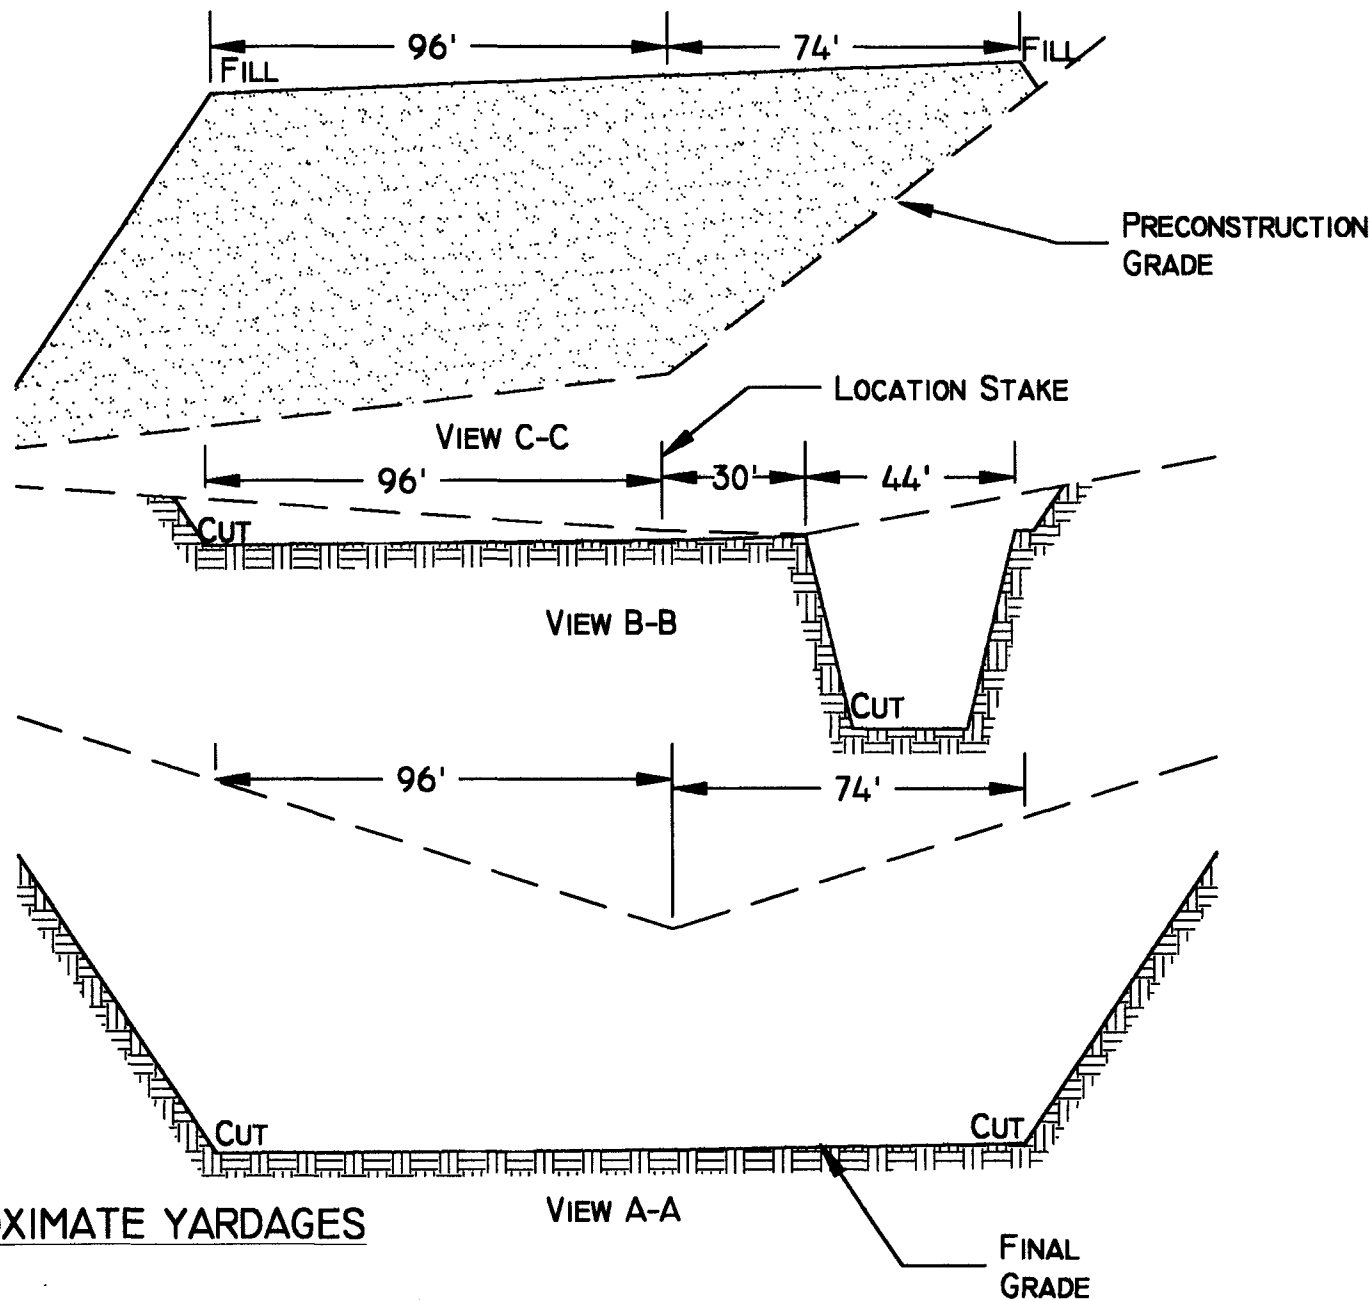 96' 74'
FILL FILL
PRECONSTRUCTION
GRADE
LOCATION STAKE
VIEW C-C
96' 30' 44'
CUT
VIEW B-B
CUT
96' 74'
CUT CUT
VIEW A-A
XIMATE YARDAGES
FINAL
GRADE